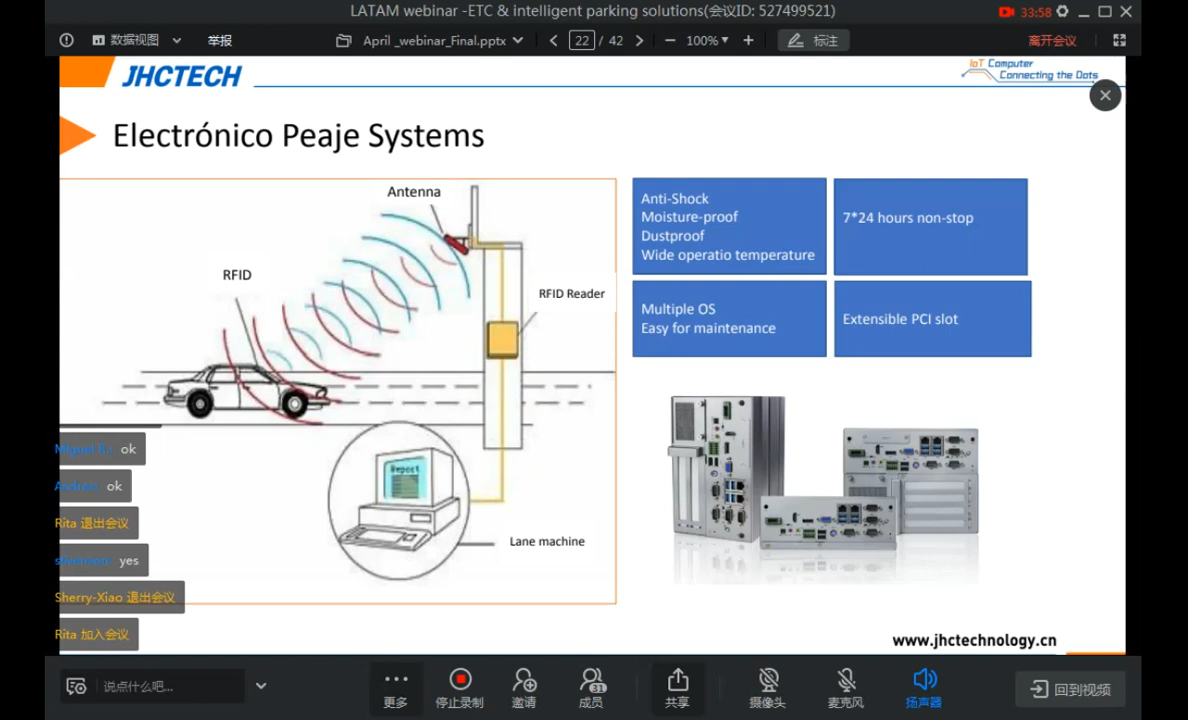 LATAM webinar -ETC & intelligent parking solutions(会议ID: 527499521)
33:58
数据视图
举报
April _webinar_Final.pptx
22 / 42
100%
标注
离开会议
JHCTECH
IoT Computer
Connecting the Dots
Electrónico Peaje Systems
Antenna
RFID
RFID Reader
Report
Lane machine
Anti-Shock
Moisture-proof
Dustproof
Wide operatio temperature
7*24 hours non-stop
Multiple OS
Easy for maintenance
Extensible PCI slot
ok
ok
Rita 退出会议
yes
Sherry-Xiao 退出会议
Rita 加入会议
www.jhctechnology.cn
说点什么吧...
更多
停止录制
邀请
31
成员
共享
摄像头
麦克风
扬声器
回到视频